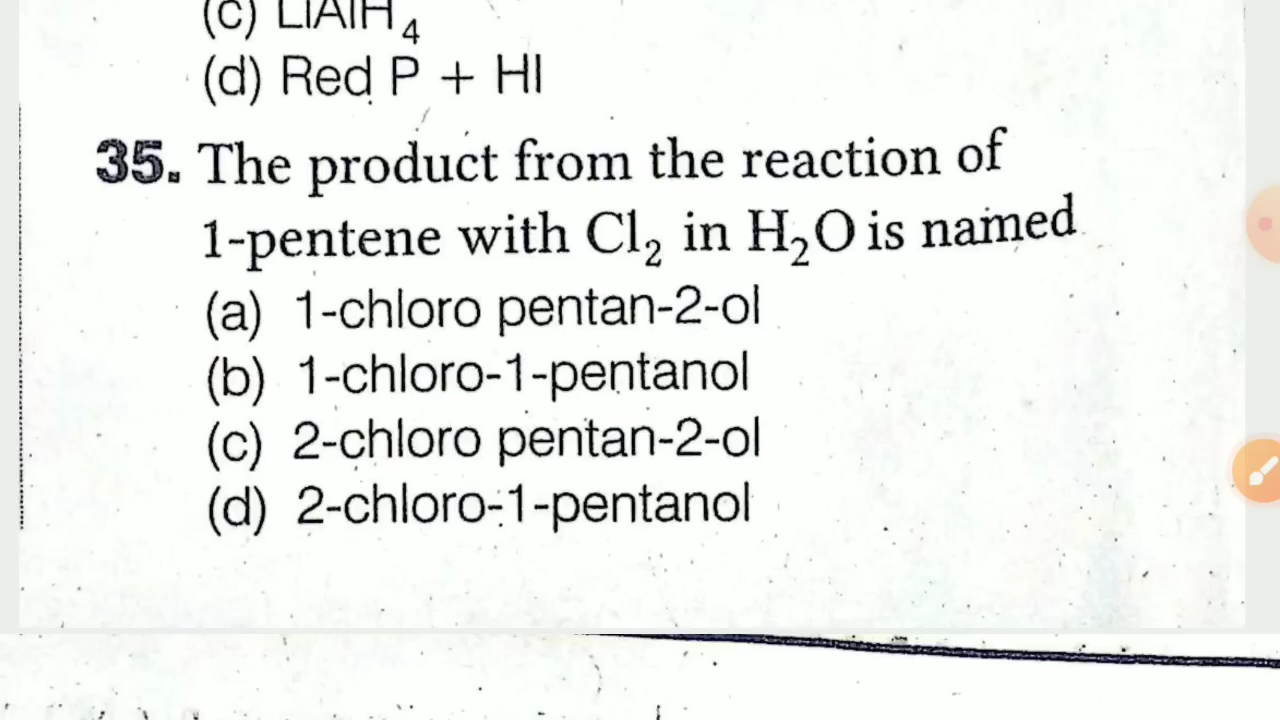 (c) LiAlH₄
(d) Red P + HI
35. The product from the reaction of
1-pentene with Cl₂ in H₂O is named
(a) 1-chloro pentan-2-ol
(b) 1-chloro-1-pentanol
(c) 2-chloro pentan-2-ol
(d) 2-chloro-1-pentanol